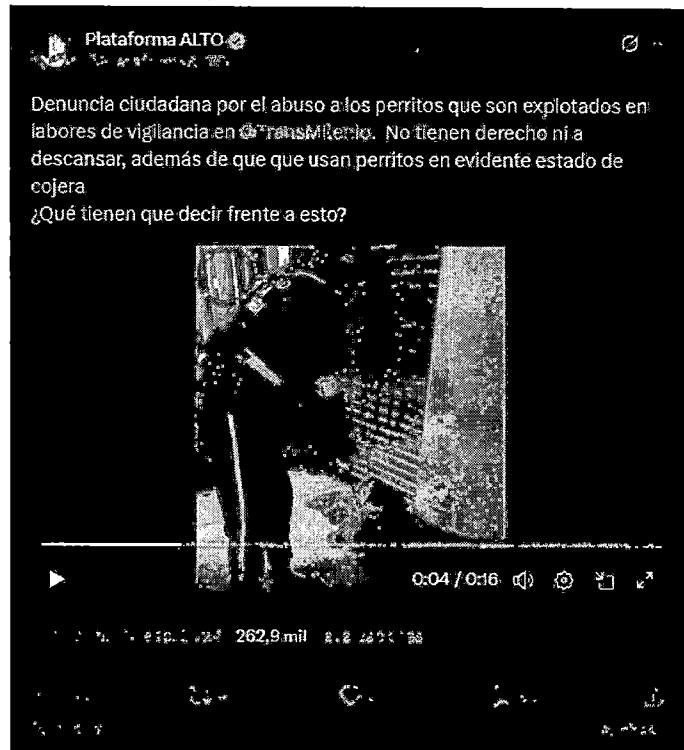 Plataforma ALTO
Denuncia ciudadana por el abuso a los perritos que son explotados en
labores de vigilancia en @TransMilenio. No tienen derecho ni a
descansar, además de que que usan perritos en evidente estado de
cojera
¿Qué tienen que decir frente a esto?
0:04 / 0:16
262,9 mil